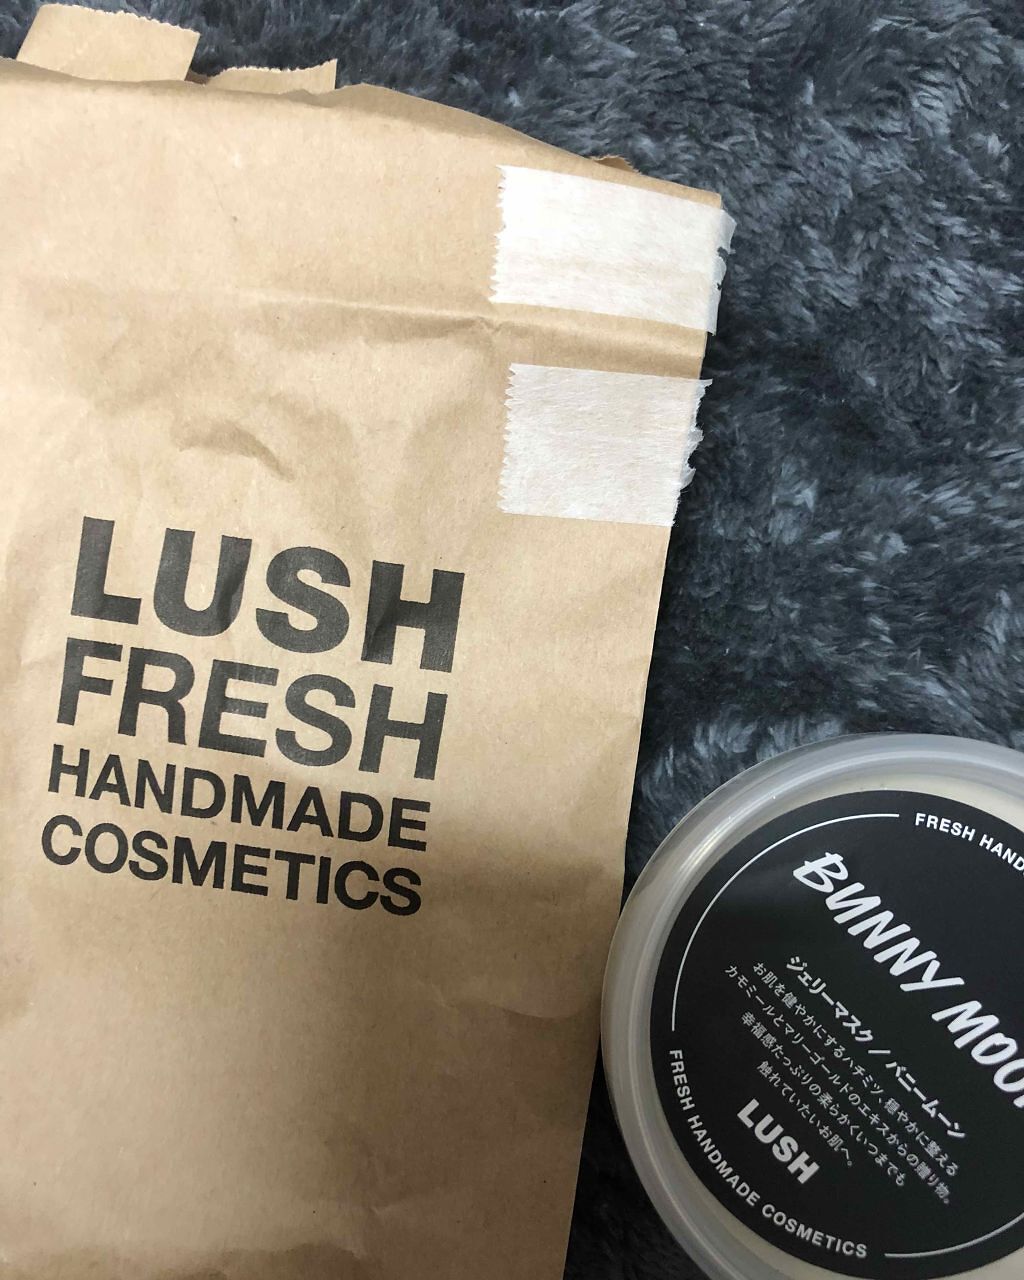 LUSH
FRESH
HANDMADE
COSMETICS
FRESH HAND
BUNNY MOON
ジェリーマスク / バニームーン
お肌を健やかにするハチミツ、穏やかに整える
カモミールとマリーゴールドのエキスからの贈り物。
幸福感たっぷりの柔らかくいつまでも
触れていたいお肌へ。
LUSH
FRESH HANDMADE COSMETICS